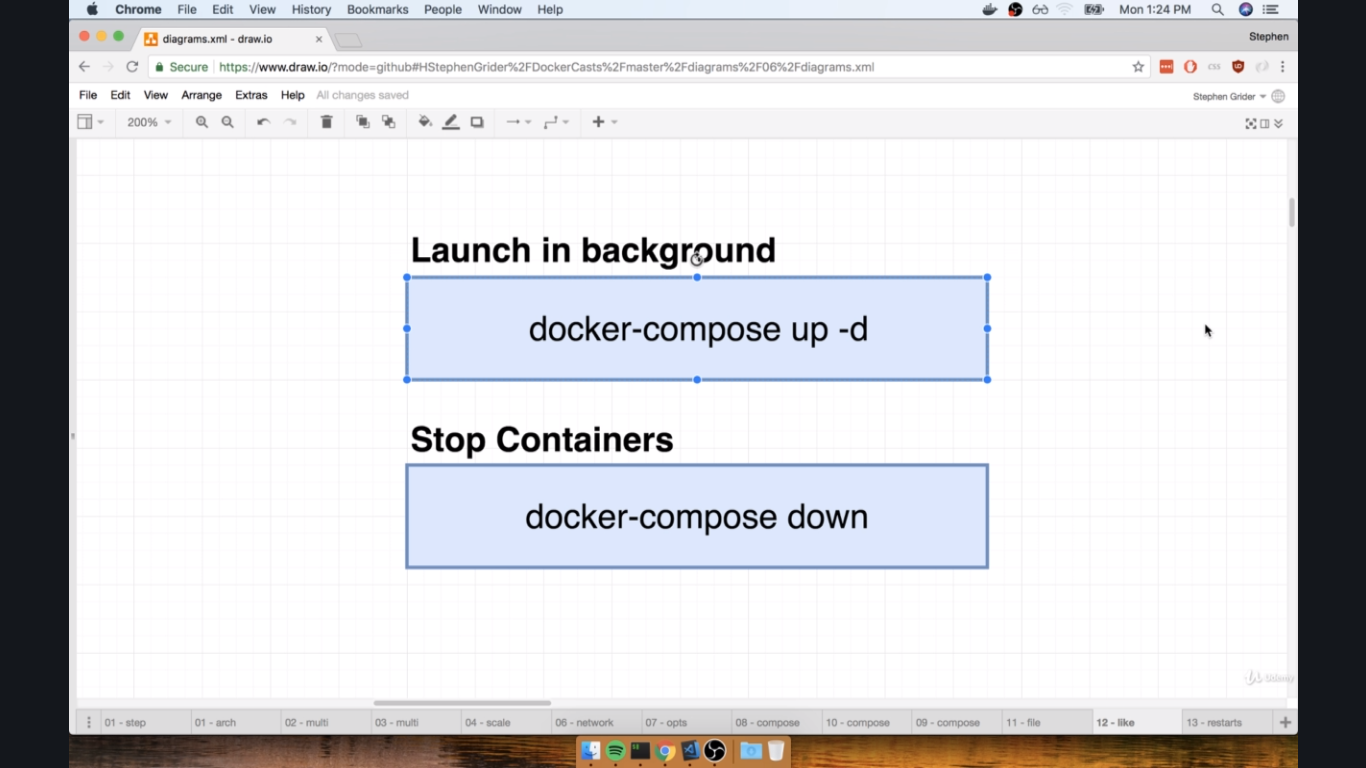 Chrome File Edit View History Bookmarks People Window Help Mon 1:24 PM
diagrams.xml - draw.io Stephen
Secure https://www.draw.io/?mode=github#HStephenGrider%2FDockerCasts%2Fmaster%2Fdiagrams%2F06%2Fdiagrams.xml
File Edit View Arrange Extras Help All changes saved Stephen Grider
200%
Launch in background
docker-compose up -d
Stop Containers
docker-compose down
Udemy
01 - step 01 - arch 02 - multi 03 - multi 04 - scale 06 - network 07 - opts 08 - compose 10 - compose 09 - compose 11 - file 12 - like 13 - restarts